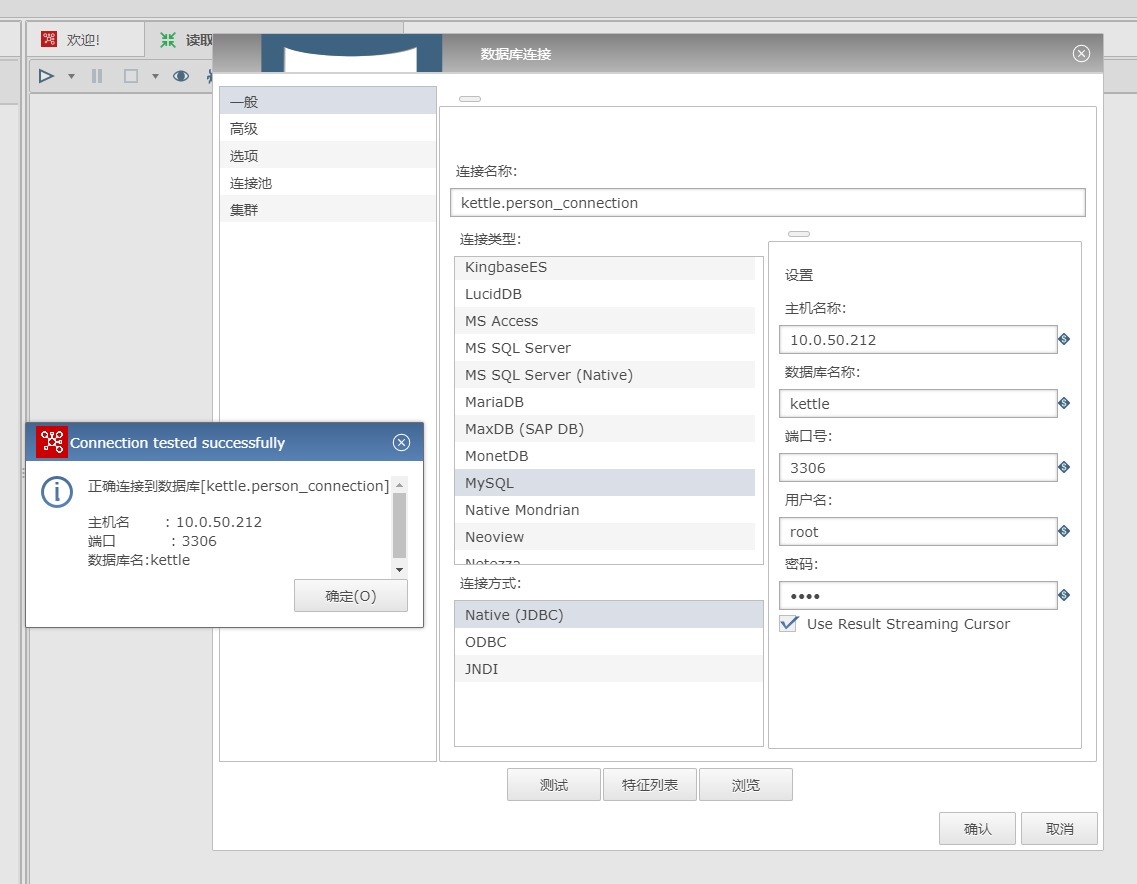 欢迎!
读取
数据库连接
一般
高级
选项
连接池
集群
连接名称:
kettle.person_connection
连接类型:
KingbaseES
LucidDB
MS Access
MS SQL Server
MS SQL Server (Native)
MariaDB
MaxDB (SAP DB)
MonetDB
MySQL
Native Mondrian
Neoview
Netezza
连接方式:
Native (JDBC)
ODBC
JNDI
设置
主机名称:
10.0.50.212
数据库名称:
kettle
端口号:
3306
用户名:
root
密码:
••••
Use Result Streaming Cursor
测试
特征列表
浏览
确认
取消
Connection tested successfully
正确连接到数据库[kettle.person_connection]
主机名 : 10.0.50.212
端口 : 3306
数据库名:kettle
确定(O)